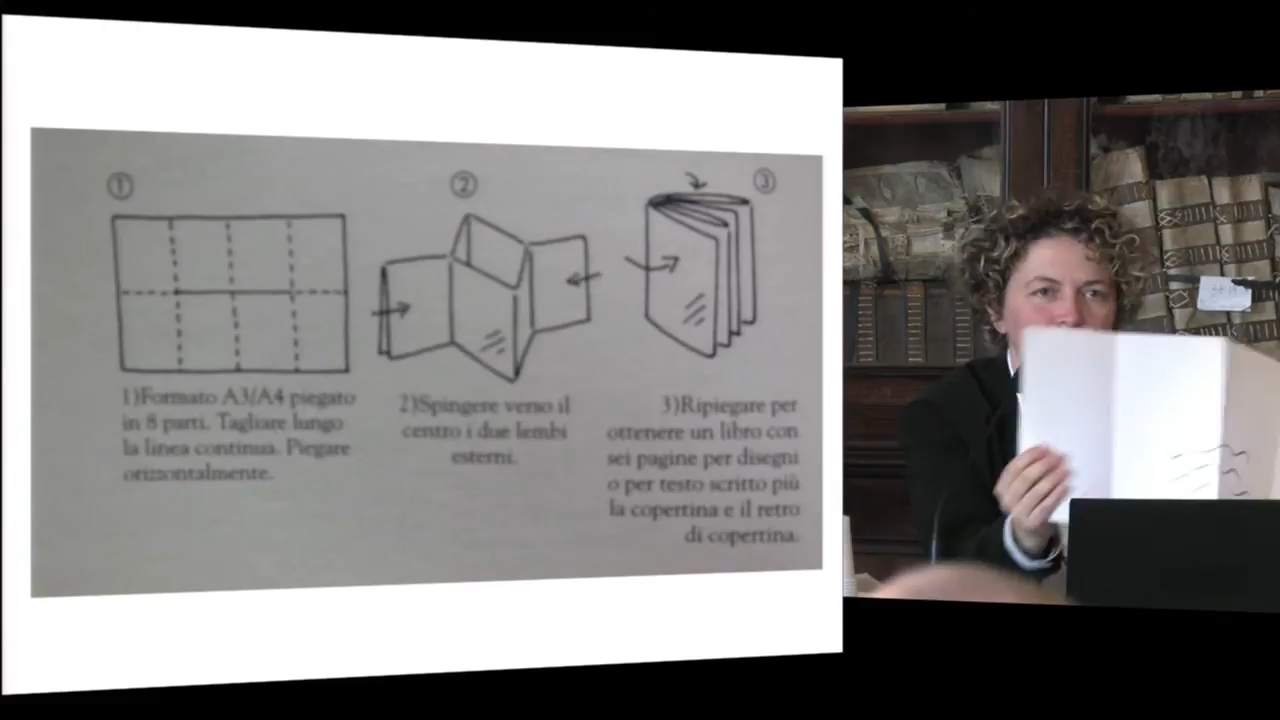 ①
②
③
1)Formato A3/A4 piegato
in 8 parti. Tagliare lungo
la linea continua. Piegare
orizzontalmente.
2)Spingere verso il
centro i due lembi
esterni.
3)Ripiegare per
ottenere un libro con
sei pagine per disegni
o per testo scritto più
la copertina e il retro
di copertina.